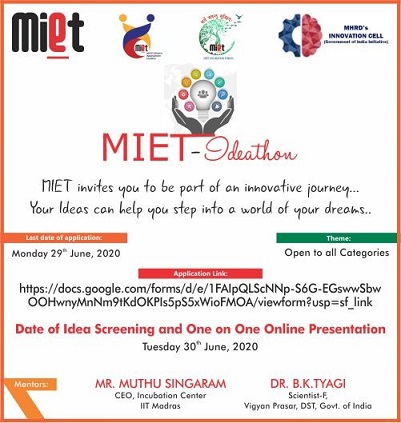 miet
miet
miet
MHRD's
INNOVATION CELL
(Government of India Initiative)
MIET-Ideathon
MIET invites you to be part of an innovative journey...
Your Ideas can help you step into a world of your dreams..
Last date of application:
Monday 29th June, 2020
Theme:
Open to all Categories
Application Link:
https://docs.google.com/forms/d/e/1FAIpQLScNNp-S6G-EGswwSbw
OOHwnyMnNm9tKdOKPls5pS5xWioFMOA/viewform?usp=sf_link
Date of Idea Screening and One on One Online Presentation
Tuesday 30th June, 2020
Mentors:
MR. MUTHU SINGARAM
CEO, Incubation Center
IIT Madras
DR. B.K.TYAGI
Scientist-F,
Vigyan Prasar, DST, Govt. of India